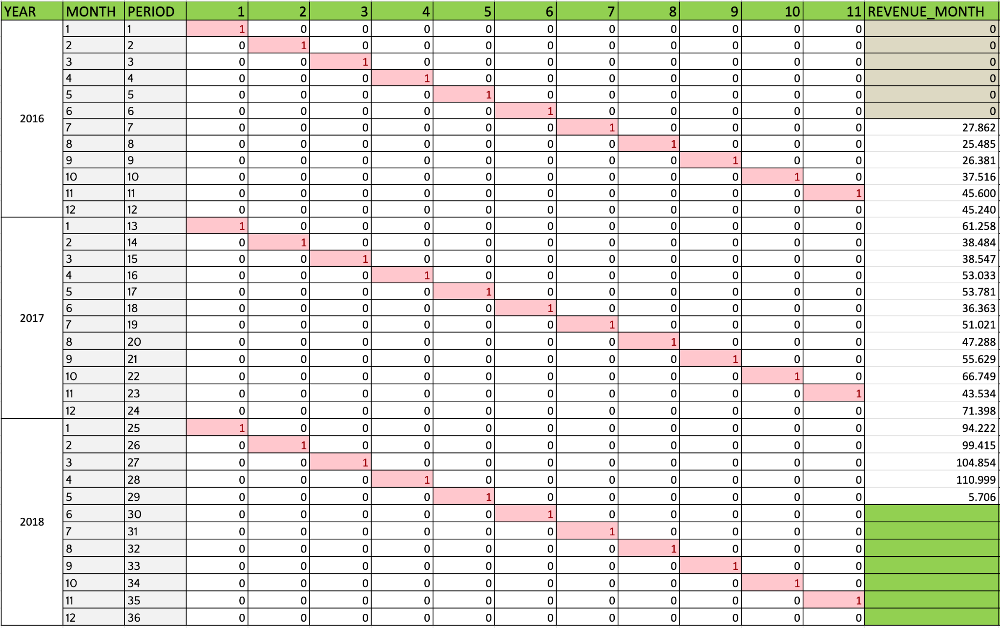 YEAR MONTH PERIOD 1 2 3 4 5 6 7 8 9 10 11 REVENUE_MONTH
1 1 1 0 0 0 0 0 0 0 0 0 0 0
2 2 0 1 0 0 0 0 0 0 0 0 0 0
3 3 0 0 1 0 0 0 0 0 0 0 0 0
4 4 0 0 0 1 0 0 0 0 0 0 0 0
5 5 0 0 0 0 1 0 0 0 0 0 0 0
6 6 0 0 0 0 0 1 0 0 0 0 0 0
2016
7 7 0 0 0 0 0 0 1 0 0 0 0 27.862
8 8 0 0 0 0 0 0 0 1 0 0 0 25.485
9 9 0 0 0 0 0 0 0 0 1 0 0 26.381
10 10 0 0 0 0 0 0 0 0 0 1 0 37.516
11 11 0 0 0 0 0 0 0 0 0 0 1 45.600
12 12 0 0 0 0 0 0 0 0 0 0 0 45.240
1 13 1 0 0 0 0 0 0 0 0 0 0 61.258
2 14 0 1 0 0 0 0 0 0 0 0 0 38.484
3 15 0 0 1 0 0 0 0 0 0 0 0 38.547
4 16 0 0 0 1 0 0 0 0 0 0 0 53.033
5 17 0 0 0 0 1 0 0 0 0 0 0 53.781
6 18 0 0 0 0 0 1 0 0 0 0 0 36.363
2017
7 19 0 0 0 0 0 0 1 0 0 0 0 51.021
8 20 0 0 0 0 0 0 0 1 0 0 0 47.288
9 21 0 0 0 0 0 0 0 0 1 0 0 55.629
10 22 0 0 0 0 0 0 0 0 0 1 0 66.749
11 23 0 0 0 0 0 0 0 0 0 0 1 43.534
12 24 0 0 0 0 0 0 0 0 0 0 0 71.398
1 25 1 0 0 0 0 0 0 0 0 0 0 94.222
2 26 0 1 0 0 0 0 0 0 0 0 0 99.415
3 27 0 0 1 0 0 0 0 0 0 0 0 104.854
4 28 0 0 0 1 0 0 0 0 0 0 0 110.999
5 29 0 0 0 0 1 0 0 0 0 0 0 5.706
6 30 0 0 0 0 0 1 0 0 0 0 0
2018
7 31 0 0 0 0 0 0 1 0 0 0 0
8 32 0 0 0 0 0 0 0 1 0 0 0
9 33 0 0 0 0 0 0 0 0 1 0 0
10 34 0 0 0 0 0 0 0 0 0 1 0
11 35 0 0 0 0 0 0 0 0 0 0 1
12 36 0 0 0 0 0 0 0 0 0 0 0